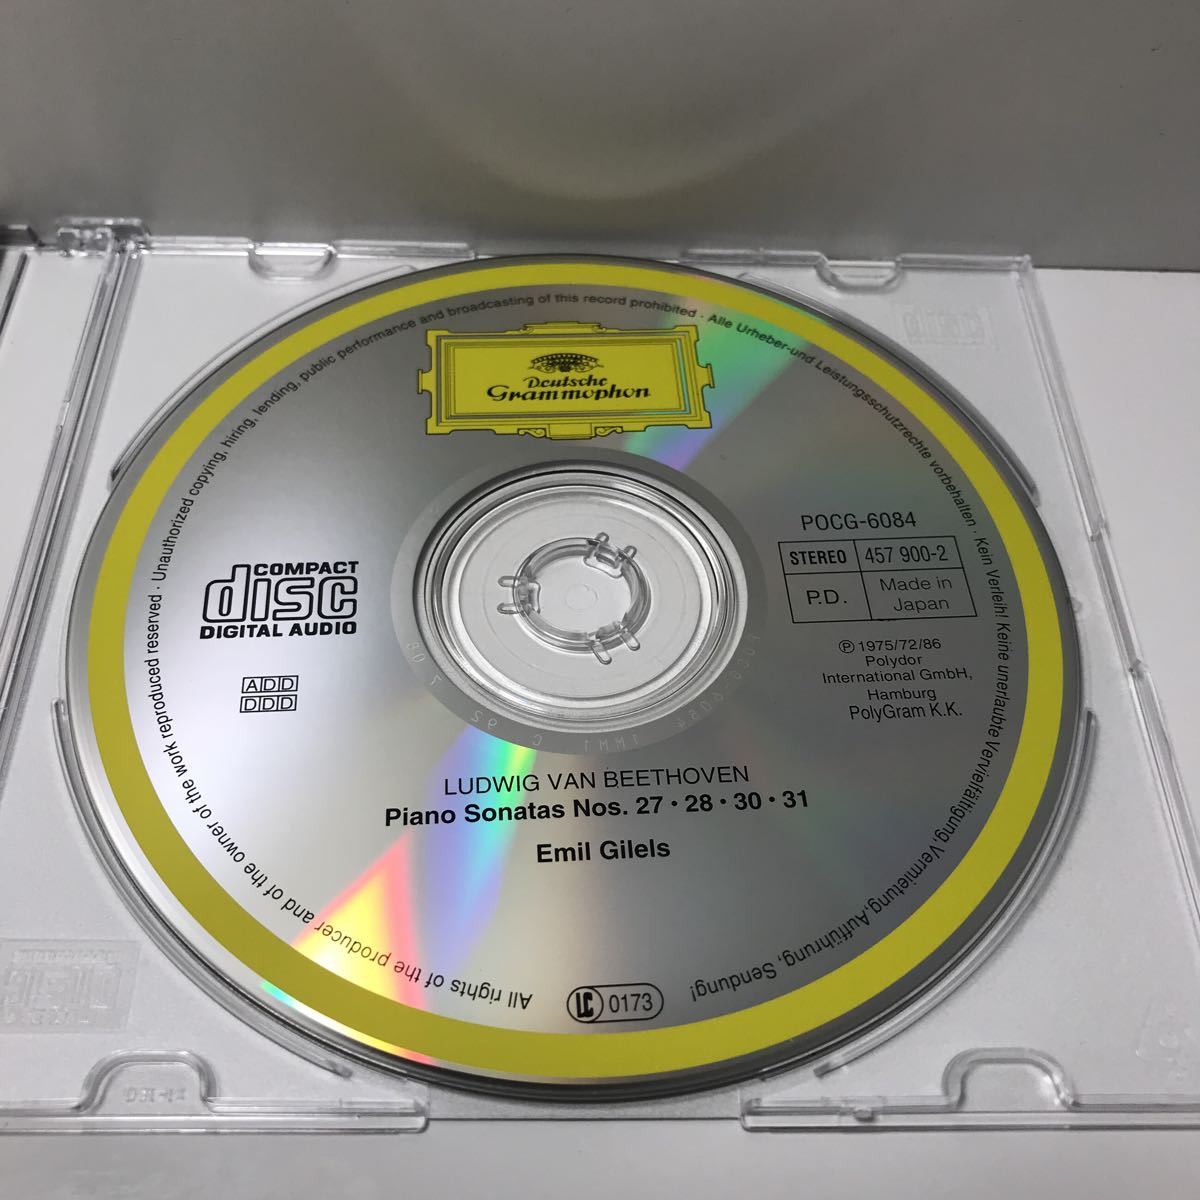 Deutsche
Grammophon
All rights of the producer and of the owner of the work reproduced reserved · Unauthorized copying, hiring, lending, public performance and broadcasting of this record prohibited · Alle Urheber-und Leistungsschutzrechte vorbehalten · Kein Verleih! Keine unerlaubte Vervielfältigung, Vermietung, Aufführung, Sendung!
COMPACT
disc
DIGITAL AUDIO
ADD
DDD
POCG-6084
STEREO 457 900-2
P.D. Made in
Japan
℗ 1975/72/86
Polydor
International GmbH,
Hamburg
PolyGram K.K.
LUDWIG VAN BEETHOVEN
Piano Sonatas Nos. 27・28・30・31
Emil Gilels
LC 0173